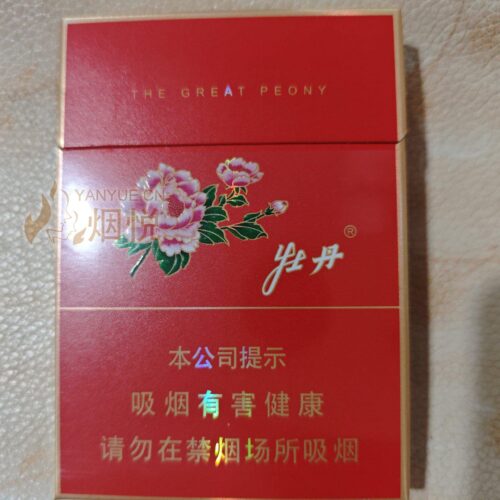 THE GREAT PEONY
YANYUE.CN
烟悦
牡丹®
本公司提示
吸烟有害健康
请勿在禁烟场所吸烟